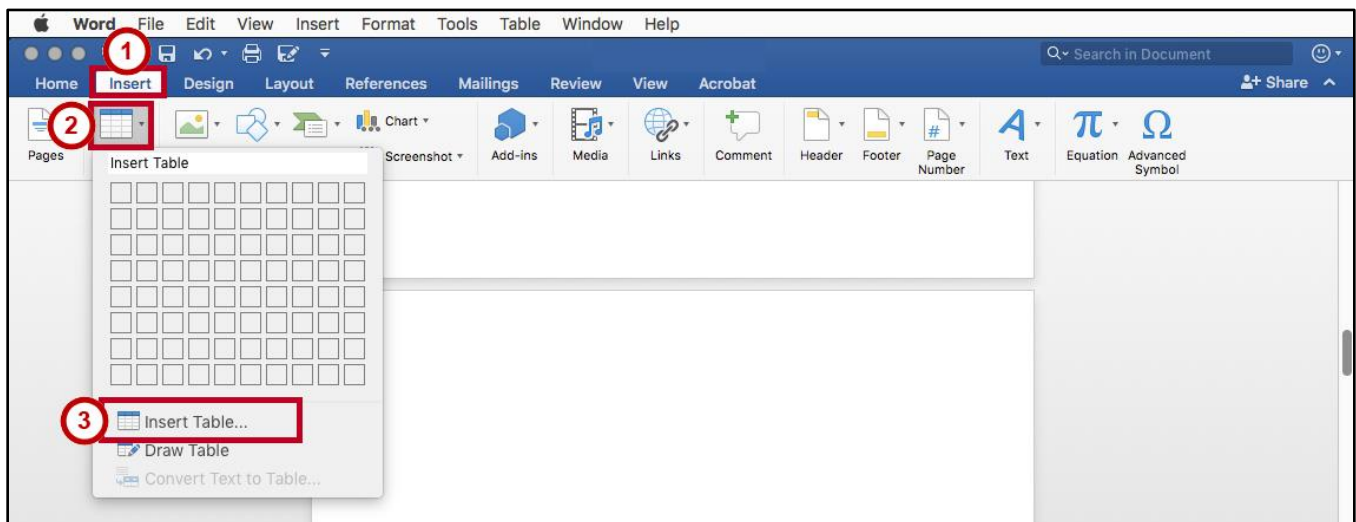 Word File Edit View Insert Format Tools Table Window Help
1
Search in Document
Home Insert Design Layout References Mailings Review View Acrobat
Share
2
Chart
Pages
Screenshot
Add-ins
Media
Links
Comment
Header
Footer
Page
Number
#
A
Text
π
Equation
Ω
Advanced
Symbol
Insert Table
3
Insert Table...
Draw Table
Convert Text to Table...